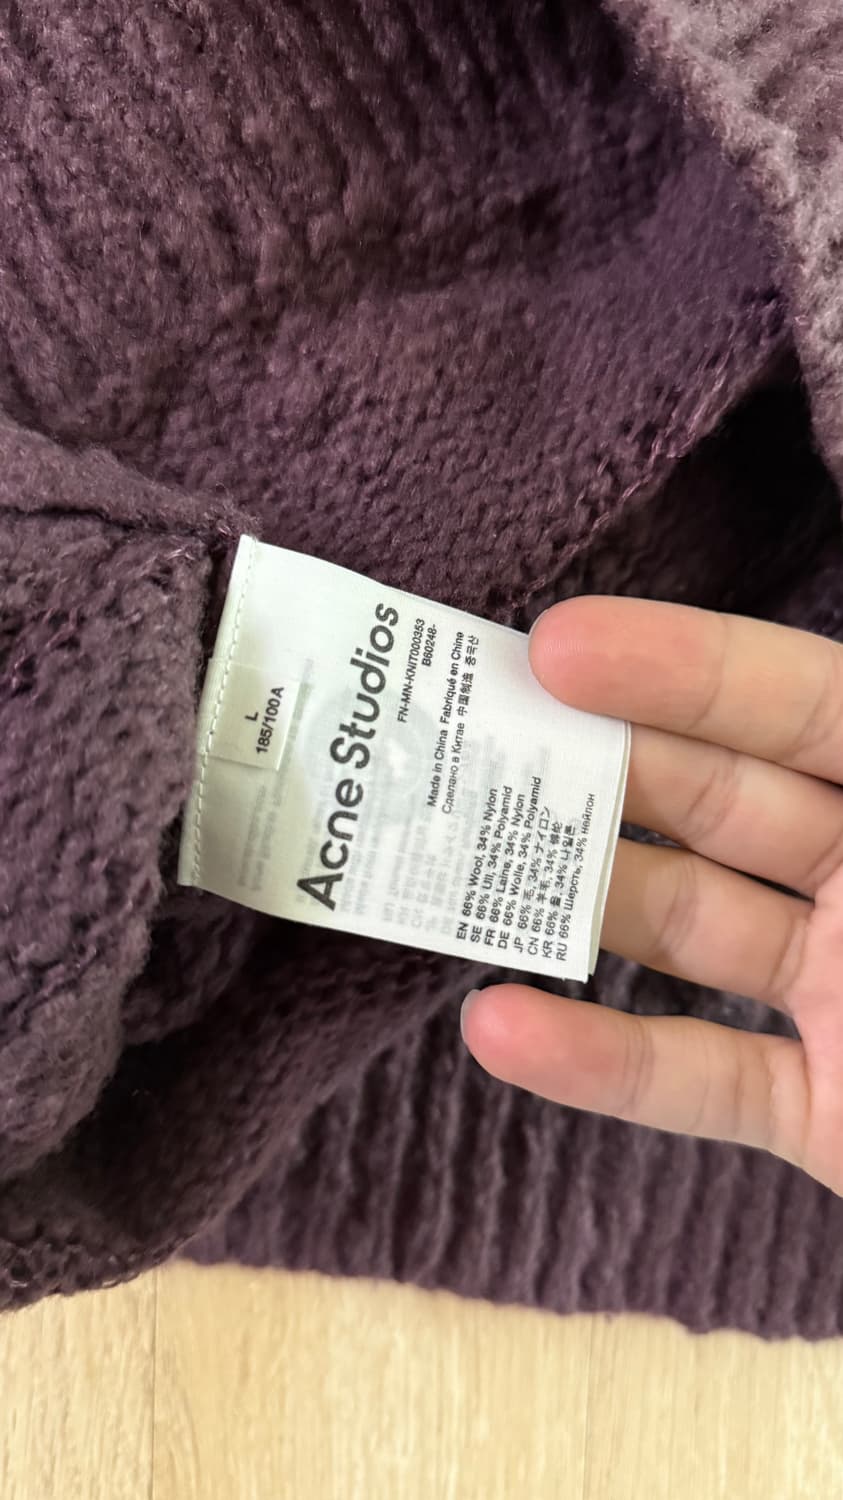 L
185/100A
Acne Studios
FN-MN-KNIT000353
B60248-
Made in China Fabriqué en Chine
Сделано в Китае 中国制造 중국산
EN 66% Wool, 34% Nylon
SE 66% Ull, 34% Polyamid
FR 66% Laine, 34% Nylon
DE 66% Wolle, 34% Polyamid
JP 66% 毛, 34% ナイロン
CN 66% 羊毛, 34% 锦纶
KR 66% 울, 34% 나일론
RU 66% Шерсть, 34% нейлон